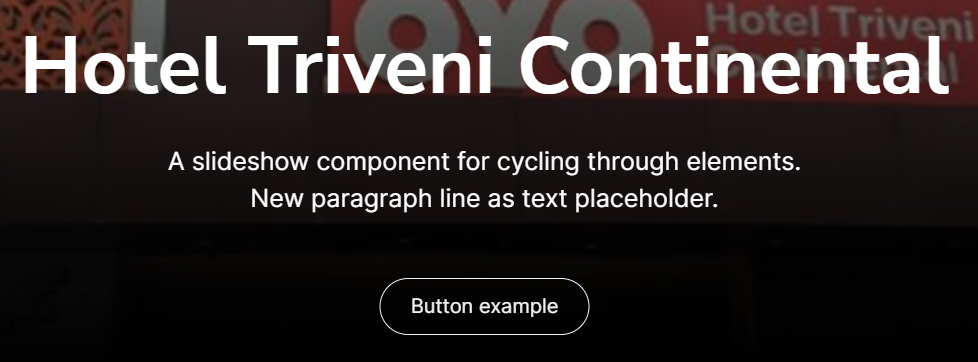 OYO
Hotel Triveni
Hotel Triveni Continental
A slideshow component for cycling through elements.
New paragraph line as text placeholder.
Button example